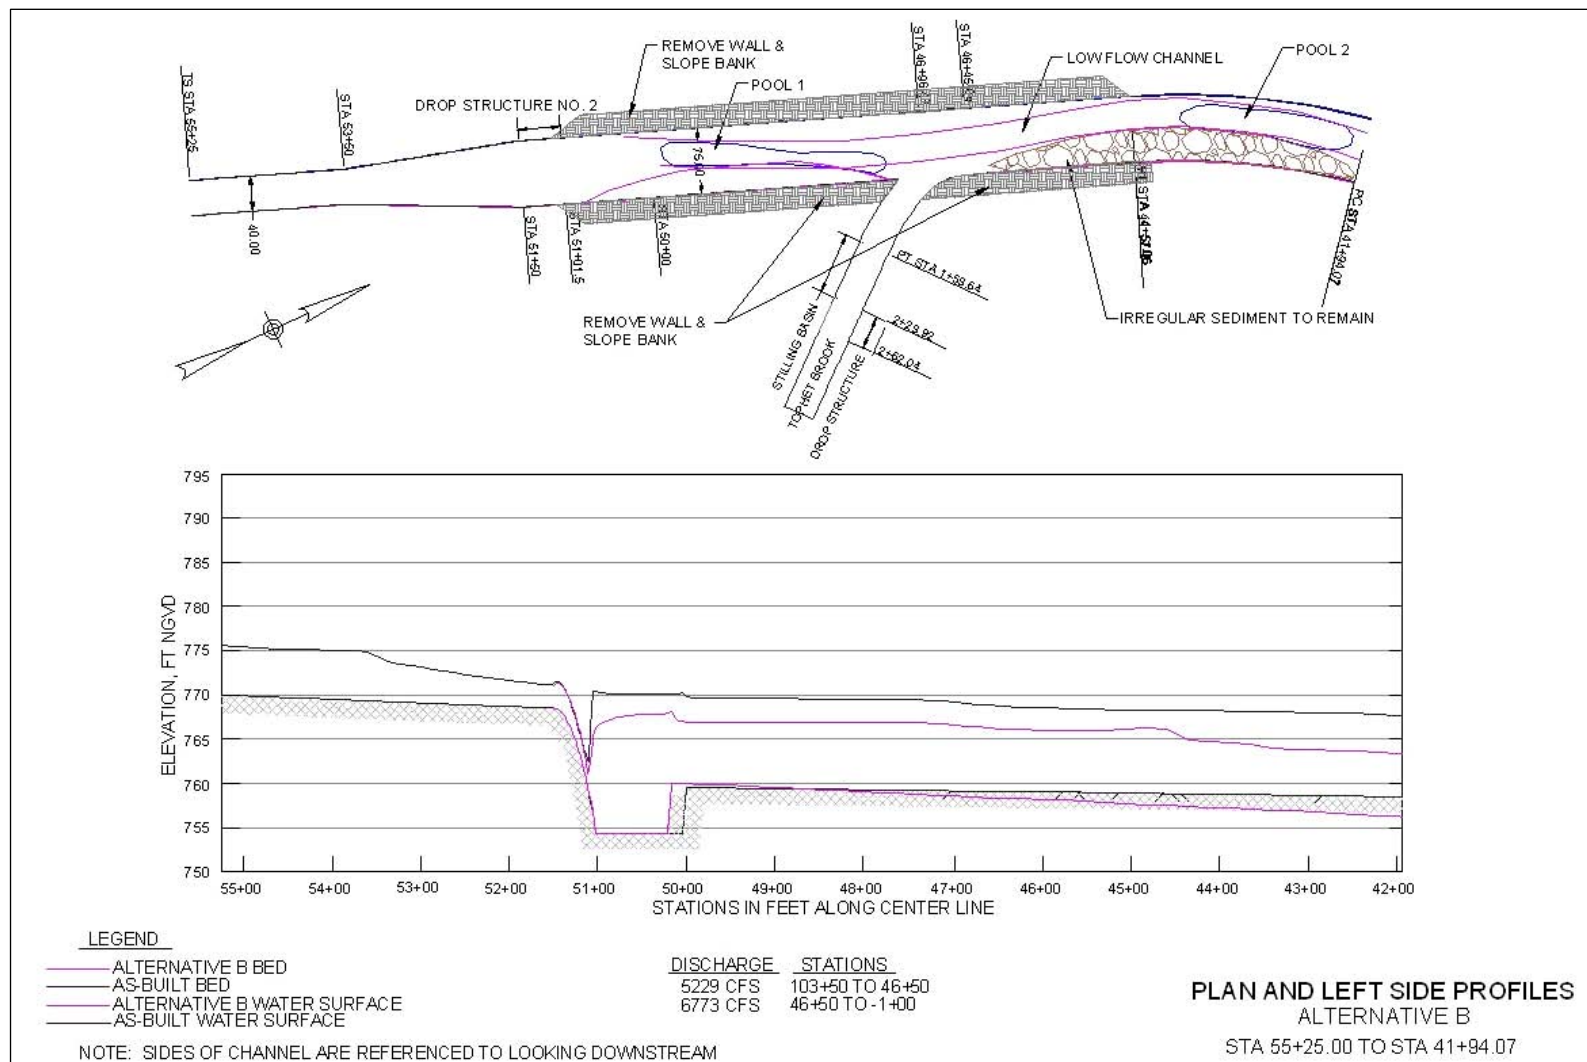 REMOVE WALL &
SLOPE BANK
DROP STRUCTURE NO. 2
POOL 1
LOW FLOW CHANNEL
POOL 2
TS STA 55+25
STA 53+50
STA 46+45
75.00
40.00
STA 51+50
STA 51+01.5
STA 50+00
PT STA 1+58.64
2+29.92
2+62.04
STILLING BASIN
TOPHET BROOK
DROP STRUCTURE
REMOVE WALL &
SLOPE BANK
IRREGULAR SEDIMENT TO REMAIN
PC STA 41+94.07
ELEVATION, FT NGVD
795
790
785
780
775
770
765
760
755
750
55+00 54+00 53+00 52+00 51+00 50+00 49+00 48+00 47+00 46+00 45+00 44+00 43+00 42+00
STATIONS IN FEET ALONG CENTER LINE
LEGEND
ALTERNATIVE B BED
AS-BUILT BED
ALTERNATIVE B WATER SURFACE
AS-BUILT WATER SURFACE
DISCHARGE STATIONS
5229 CFS 103+50 TO 46+50
6773 CFS 46+50 TO -1+00
NOTE: SIDES OF CHANNEL ARE REFERENCED TO LOOKING DOWNSTREAM
PLAN AND LEFT SIDE PROFILES
ALTERNATIVE B
STA 55+25.00 TO STA 41+94.07